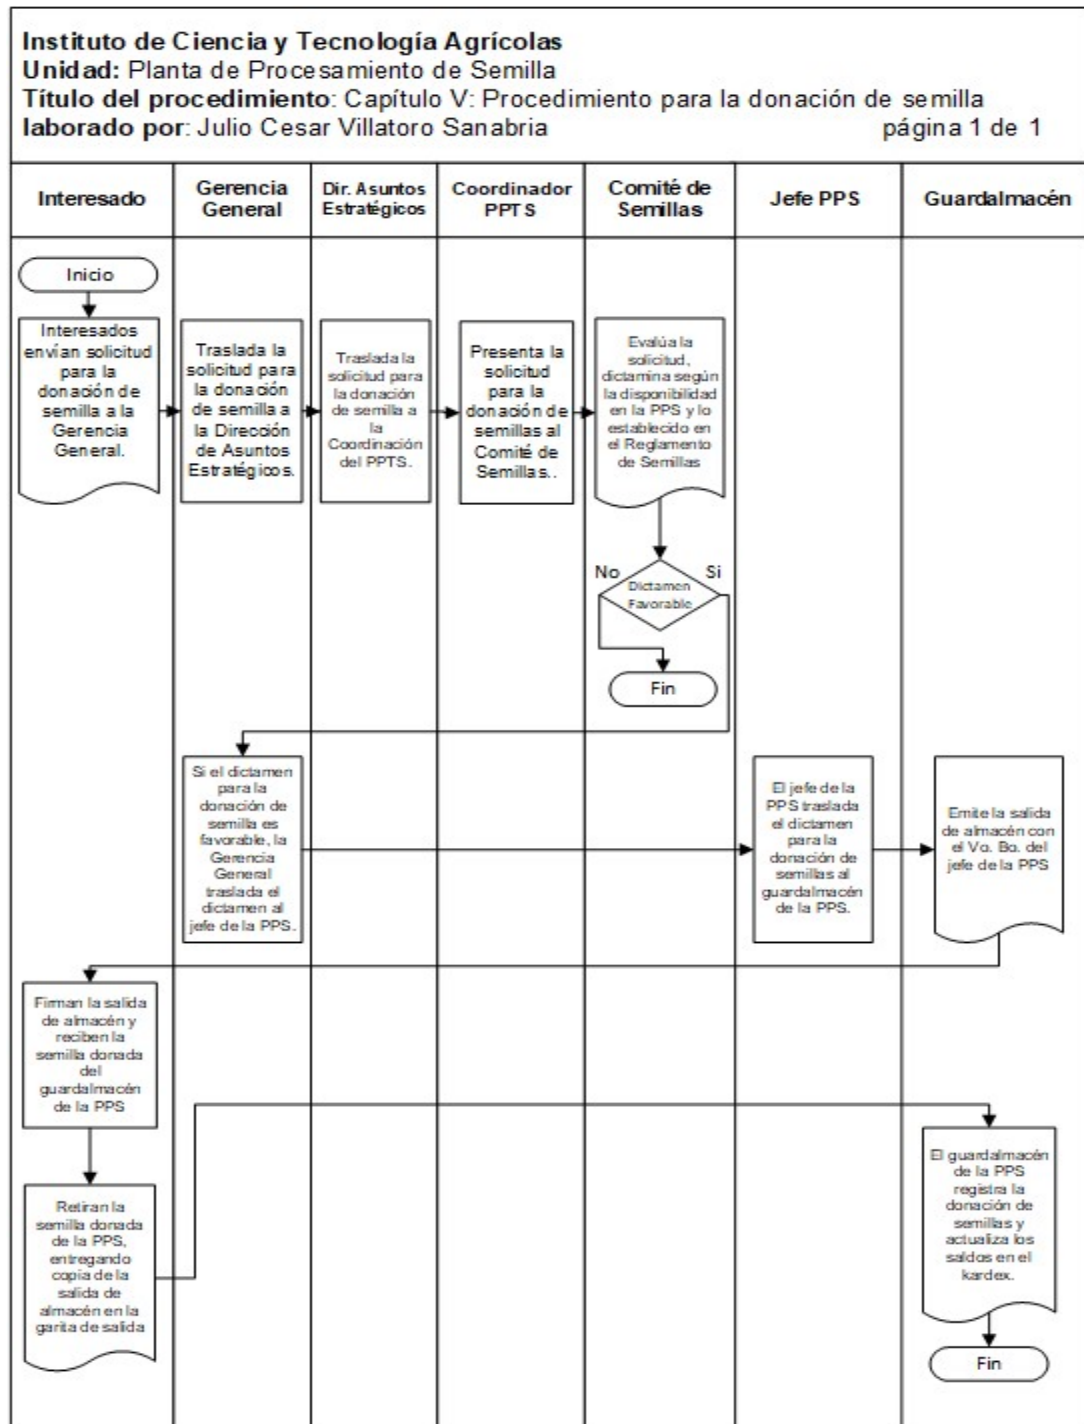 Instituto de Ciencia y Tecnología Agrícolas
Unidad: Planta de Procesamiento de Semilla
Título del procedimiento: Capítulo V: Procedimiento para la donación de semilla
laborado por: Julio Cesar Villatoro Sanabria página 1 de 1
Interesado
Gerencia
General
Dir. Asuntos
Estratégicos
Coordinador
PPTS
Comité de
Semillas
Jefe PPS
Guardalmacén
Inicio
Interesados
envían solicitud
para la
donación de
semilla a la
Gerencia
General.
Traslada la
solicitud para
la donación
de semilla a
la Dirección
de Asuntos
Estratégicos.
Traslada la
solicitud para
la donación
de semilla a
la
Coordinación
del PPTS.
Presenta la
solicitud
para la
donación de
semillas al
Comité de
Semillas..
Evalúa la
solicitud,
dictamina según
la disponibilidad
en la PPS y lo
establecido en
el Reglamento
de Semillas
No
Si
Dictamen
Favorable
Fin
Si el dictamen
para la
donación de
semilla es
favorable, la
Gerencia
General
traslada el
dictamen al
jefe de la PPS.
El jefe de la
PPS traslada
el dictamen
para la
donación de
semillas al
guardalmacén
de la PPS.
Emite la salida
de almacén con
el Vo. Bo. del
jefe de la PPS
Firman la salida
de almacén y
reciben la
semilla donada
del
guardalmacén
de la PPS
Retiran la
semilla donada
de la PPS,
entregando
copia de la
salida de
almacén en la
garita de salida
El guardalmacén
de la PPS
registra la
donación de
semillas y
actualiza los
saldos en el
kardex.
Fin